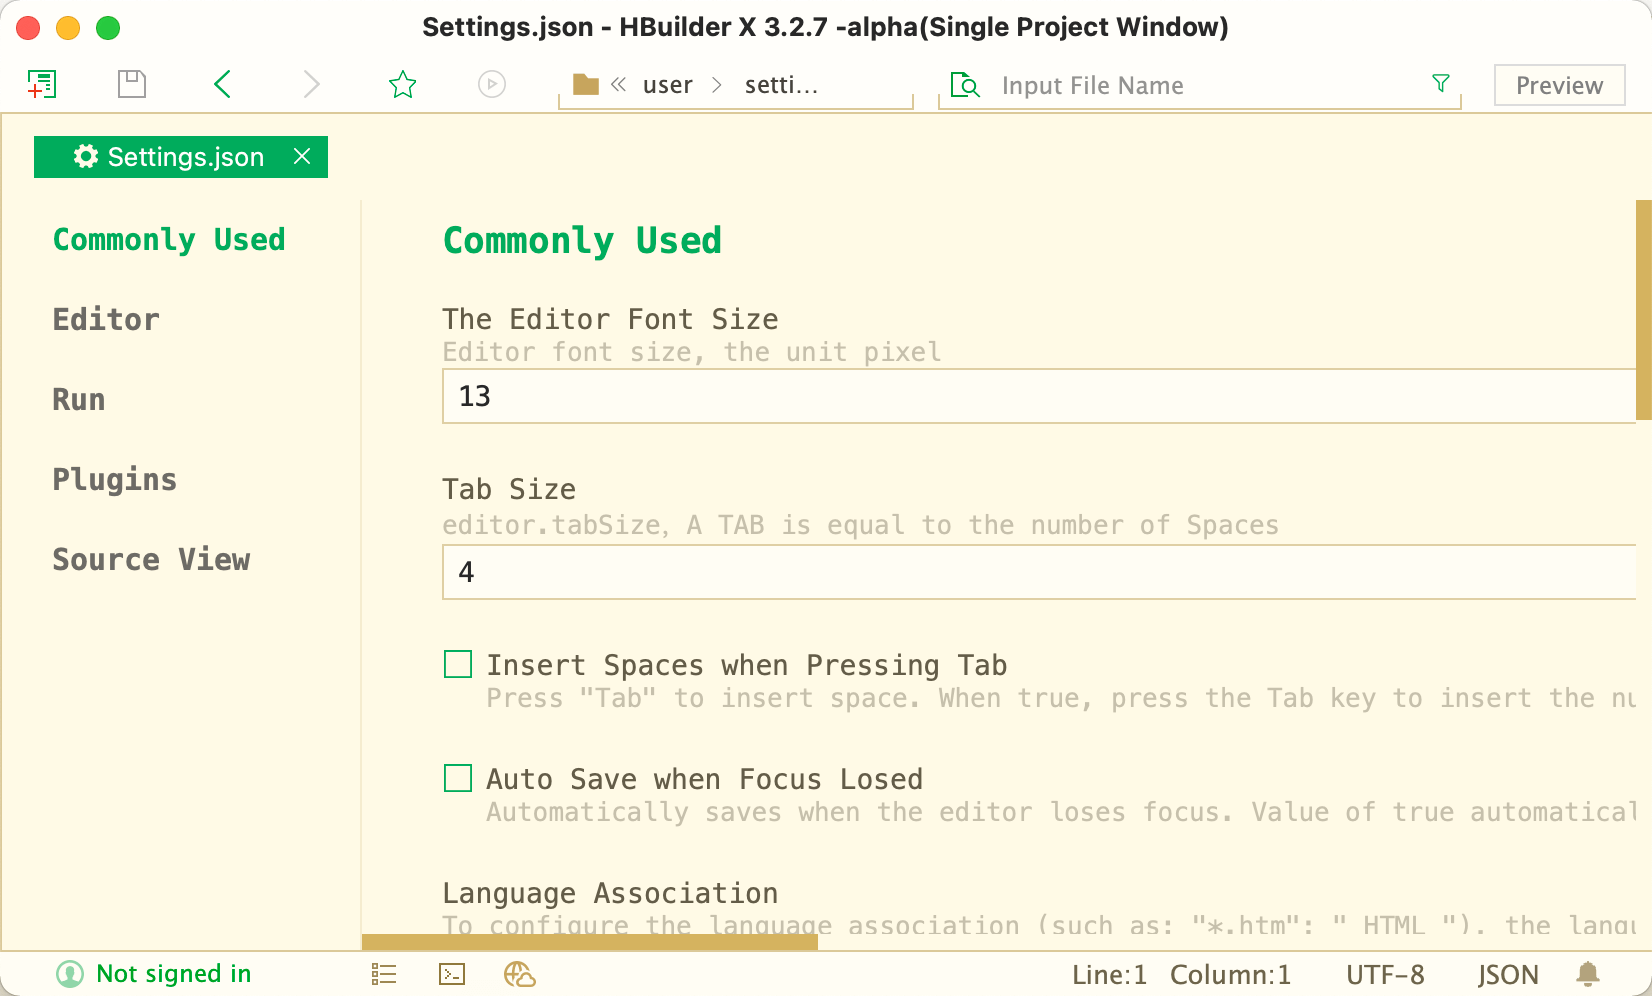 Settings.json - HBuilder X 3.2.7 -alpha(Single Project Window)
« user > setti... Input File Name Preview
Settings.json
Commonly Used
Editor
Run
Plugins
Source View
Commonly Used
The Editor Font Size
Editor font size, the unit pixel
13
Tab Size
editor.tabSize, A TAB is equal to the number of Spaces
4
Insert Spaces when Pressing Tab
Press "Tab" to insert space. When true, press the Tab key to insert the nu
Auto Save when Focus Losed
Automatically saves when the editor loses focus. Value of true automatical
Language Association
To configure the language association (such as: "*.htm": " HTML "). the langu
Not signed in Line:1 Column:1 UTF-8 JSON